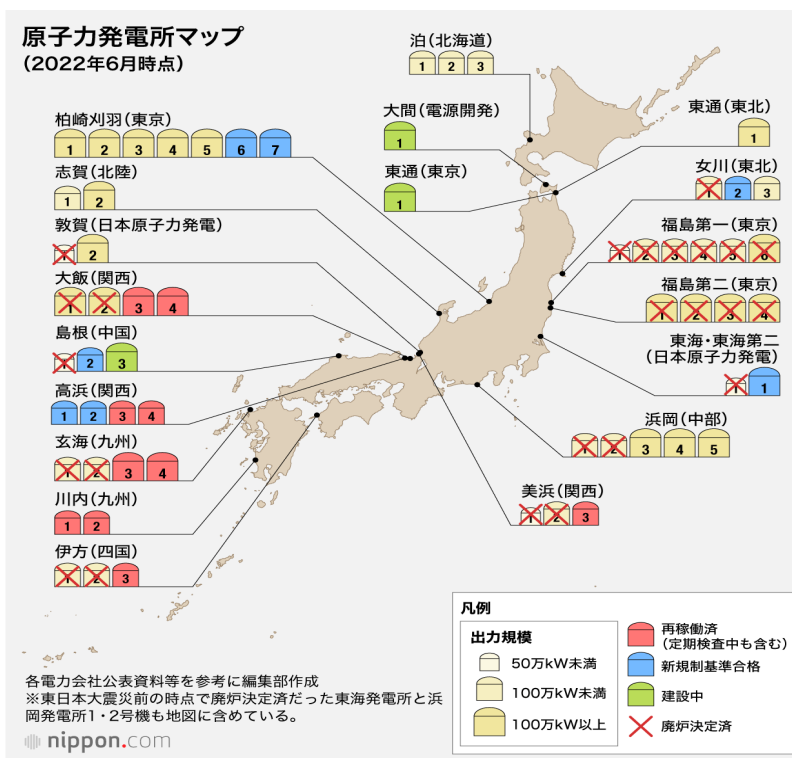 原子力発電所マップ
(2022年6月時点)
泊(北海道)
1 2 3
大間(電源開発)
1
東通(東京)
1
東通(東北)
1
女川(東北)
1 2 3
福島第一(東京)
1 2 3 4 5 6
福島第二(東京)
1 2 3 4
東海・東海第二
(日本原子力発電)
1 1
浜岡(中部)
1 2 3 4 5
美浜(関西)
1 2 3
柏崎刈羽(東京)
1 2 3 4 5 6 7
志賀(北陸)
1 2
敦賀(日本原子力発電)
1 2
大飯(関西)
1 2 3 4
島根(中国)
1 2 3
高浜(関西)
1 2 3 4
玄海(九州)
1 2 3 4
川内(九州)
1 2
伊方(四国)
1 2 3
凡例
出力規模
50万kW未満
100万kW未満
100万kW以上
再稼働済
(定期検査中も含む)
新規制基準合格
建設中
廃炉決定済
各電力会社公表資料等を参考に編集部作成
※東日本大震災前の時点で廃炉決定済だった東海発電所と浜
岡発電所1・2号機も地図に含めている。
nippon.com